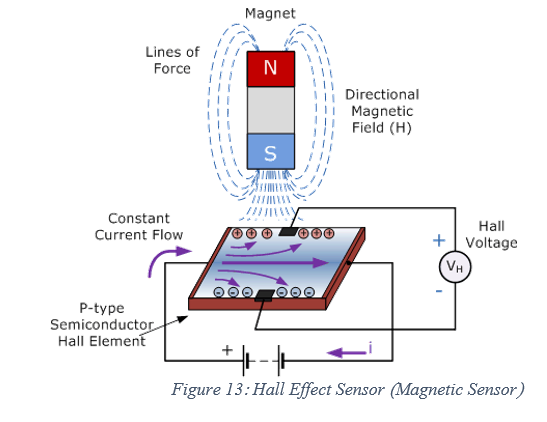 Magnet
Lines of
Force
N
Directional
Magnetic
Field (H)
S
Constant
Current Flow
Hall
Voltage
+
VH
-
P-type
Semiconductor
Hall Element
+
i
Figure 13: Hall Effect Sensor (Magnetic Sensor)